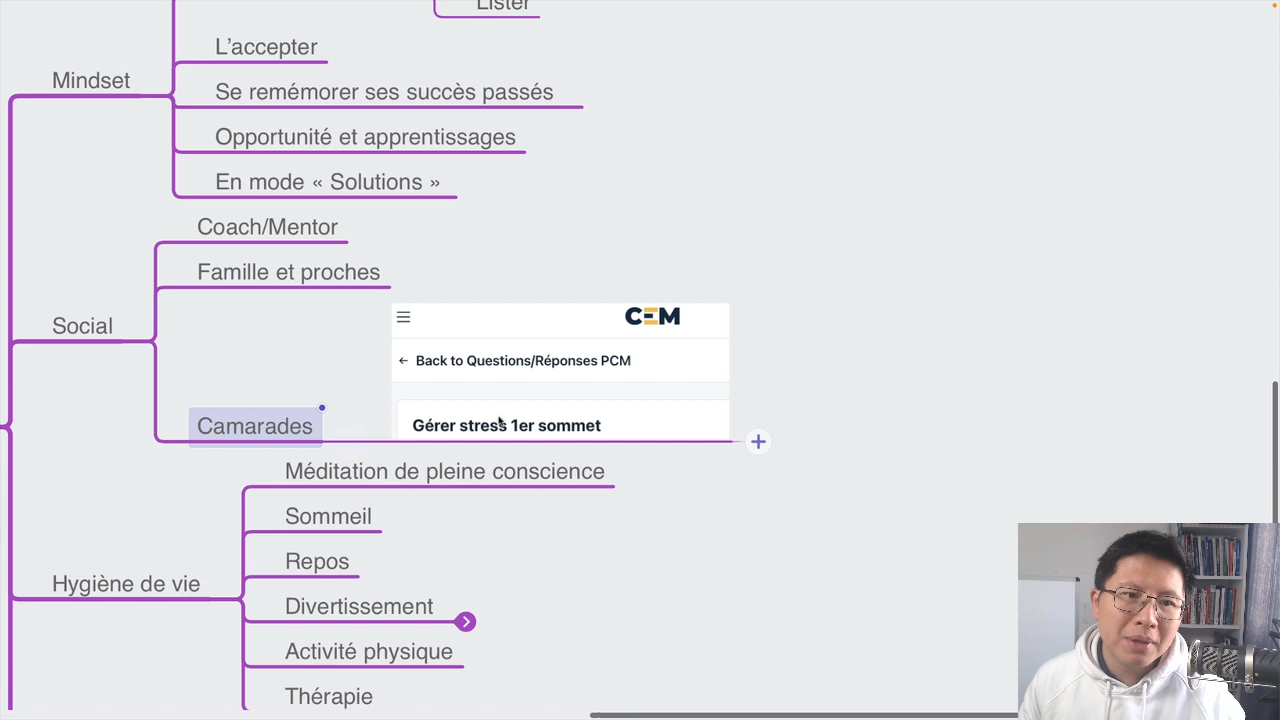 Lister
L'accepter
Mindset
Se remémorer ses succès passés
Opportunité et apprentissages
En mode « Solutions »
Coach/Mentor
Famille et proches
Social
CEM
← Back to Questions/Réponses PCM
Gérer stress 1er sommet
Camarades
Méditation de pleine conscience
Sommeil
Repos
Hygiène de vie
Divertissement
Activité physique
Thérapie